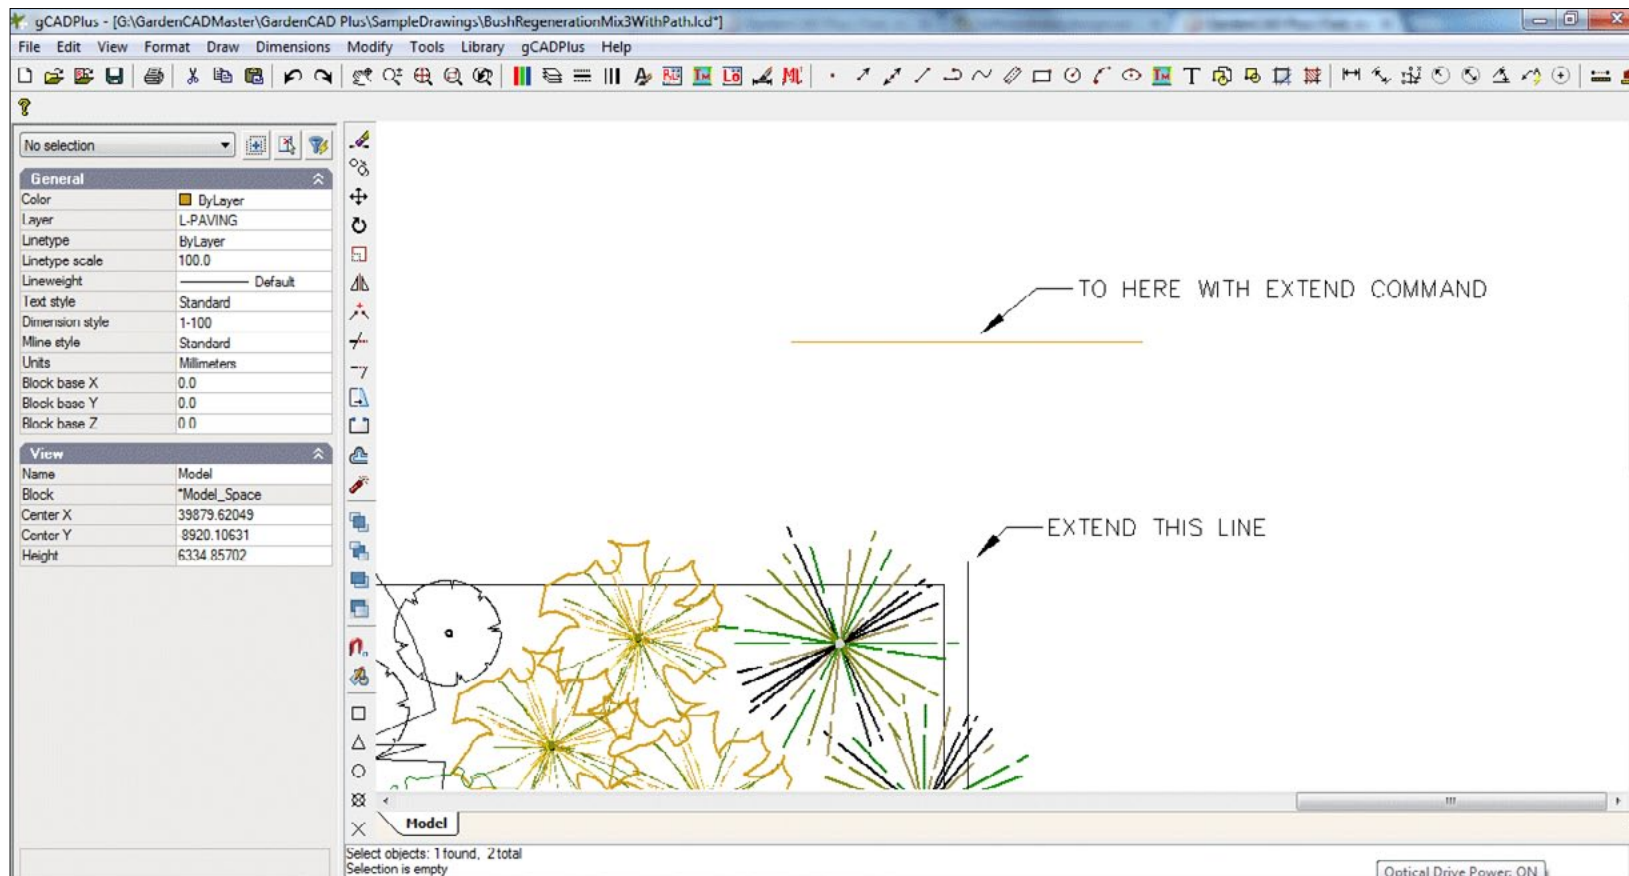 gCADPlus - [G:\GardenCADMaster\GardenCAD Plus\SampleDrawings\BushRegenerationMix3WithPath.lcd*]
File Edit View Format Draw Dimensions Modify Tools Library gCADPlus Help
No selection
General
Color ByLayer
Layer L-PAVING
Linetype ByLayer
Linetype scale 100.0
Lineweight Default
Text style Standard
Dimension style 1-100
Mline style Standard
Units Millimeters
Block base X 0.0
Block base Y 0.0
Block base Z 0.0
View
Name Model
Block *Model_Space
Center X 39879.62049
Center Y 8920.10631
Height 6334.85702
TO HERE WITH EXTEND COMMAND
EXTEND THIS LINE
Model
Select objects: 1 found, 2 total
Selection is empty
Optical Drive Power: ON